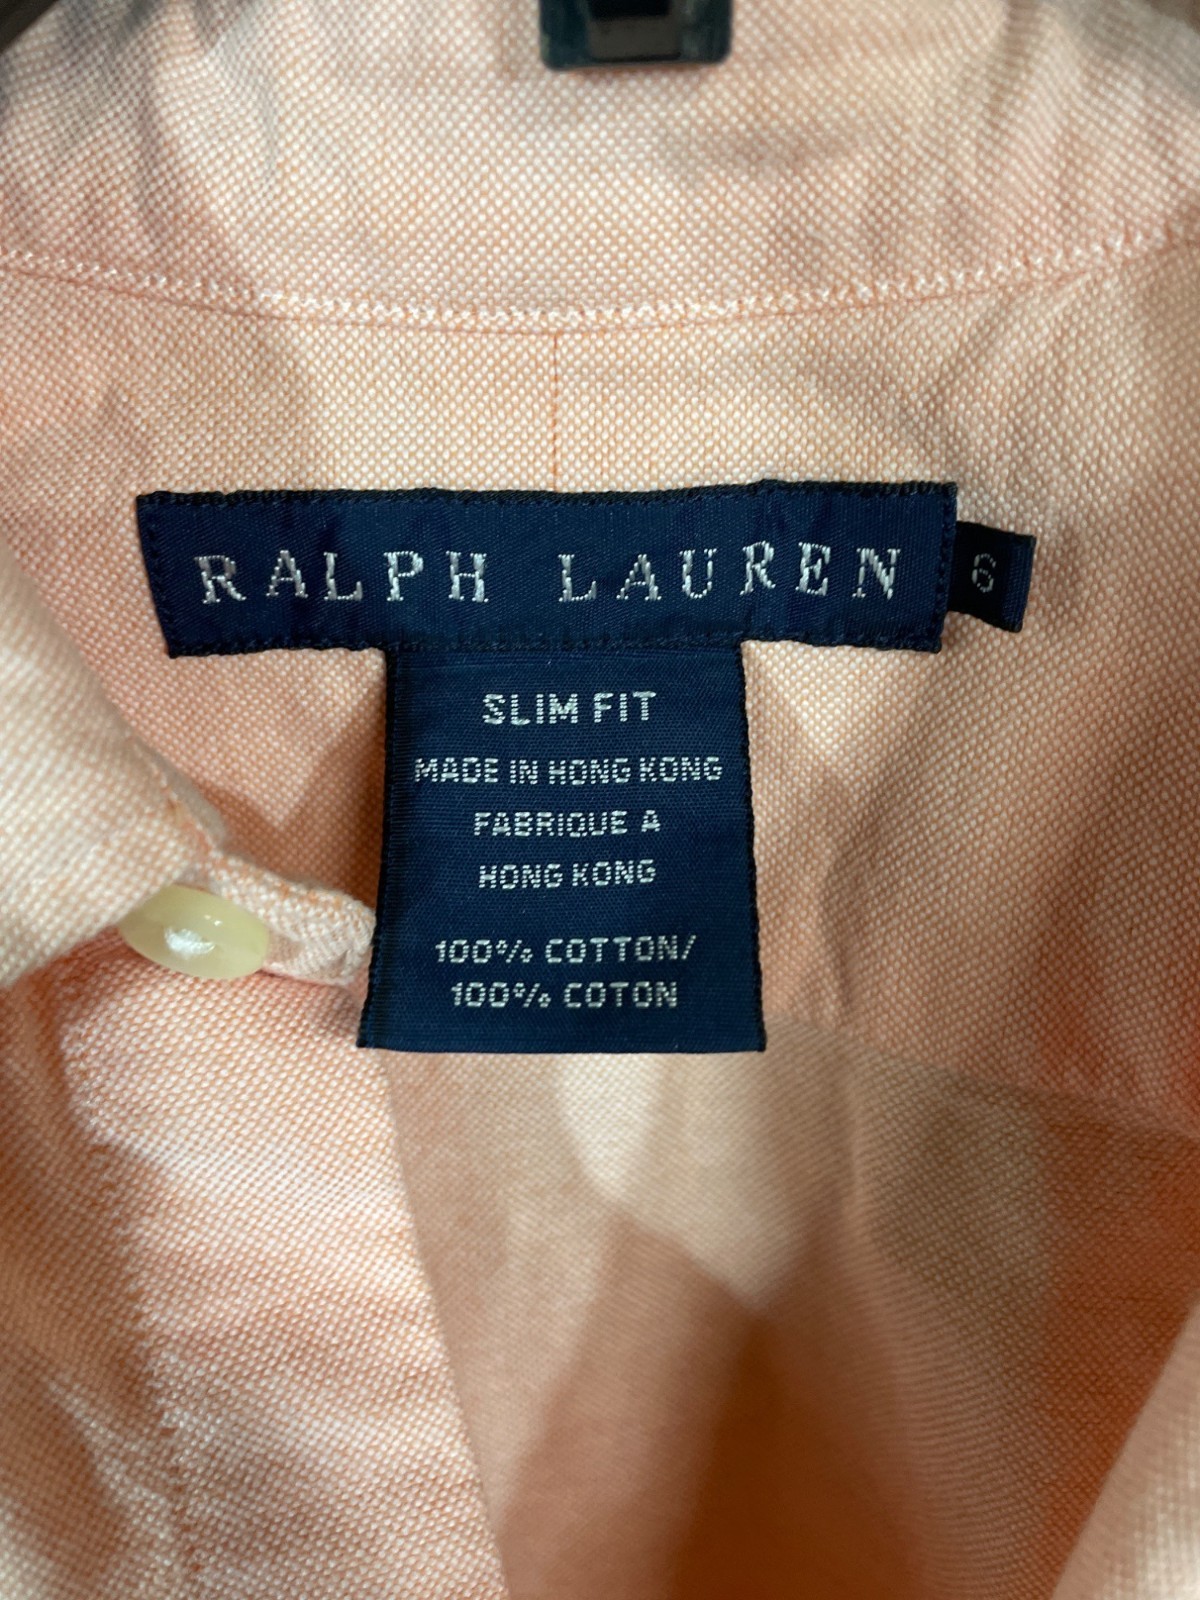 RALPH LAUREN
6
SLIM FIT
MADE IN HONG KONG
FABRIQUE A
HONG KONG
100% COTTON/
100% COTON